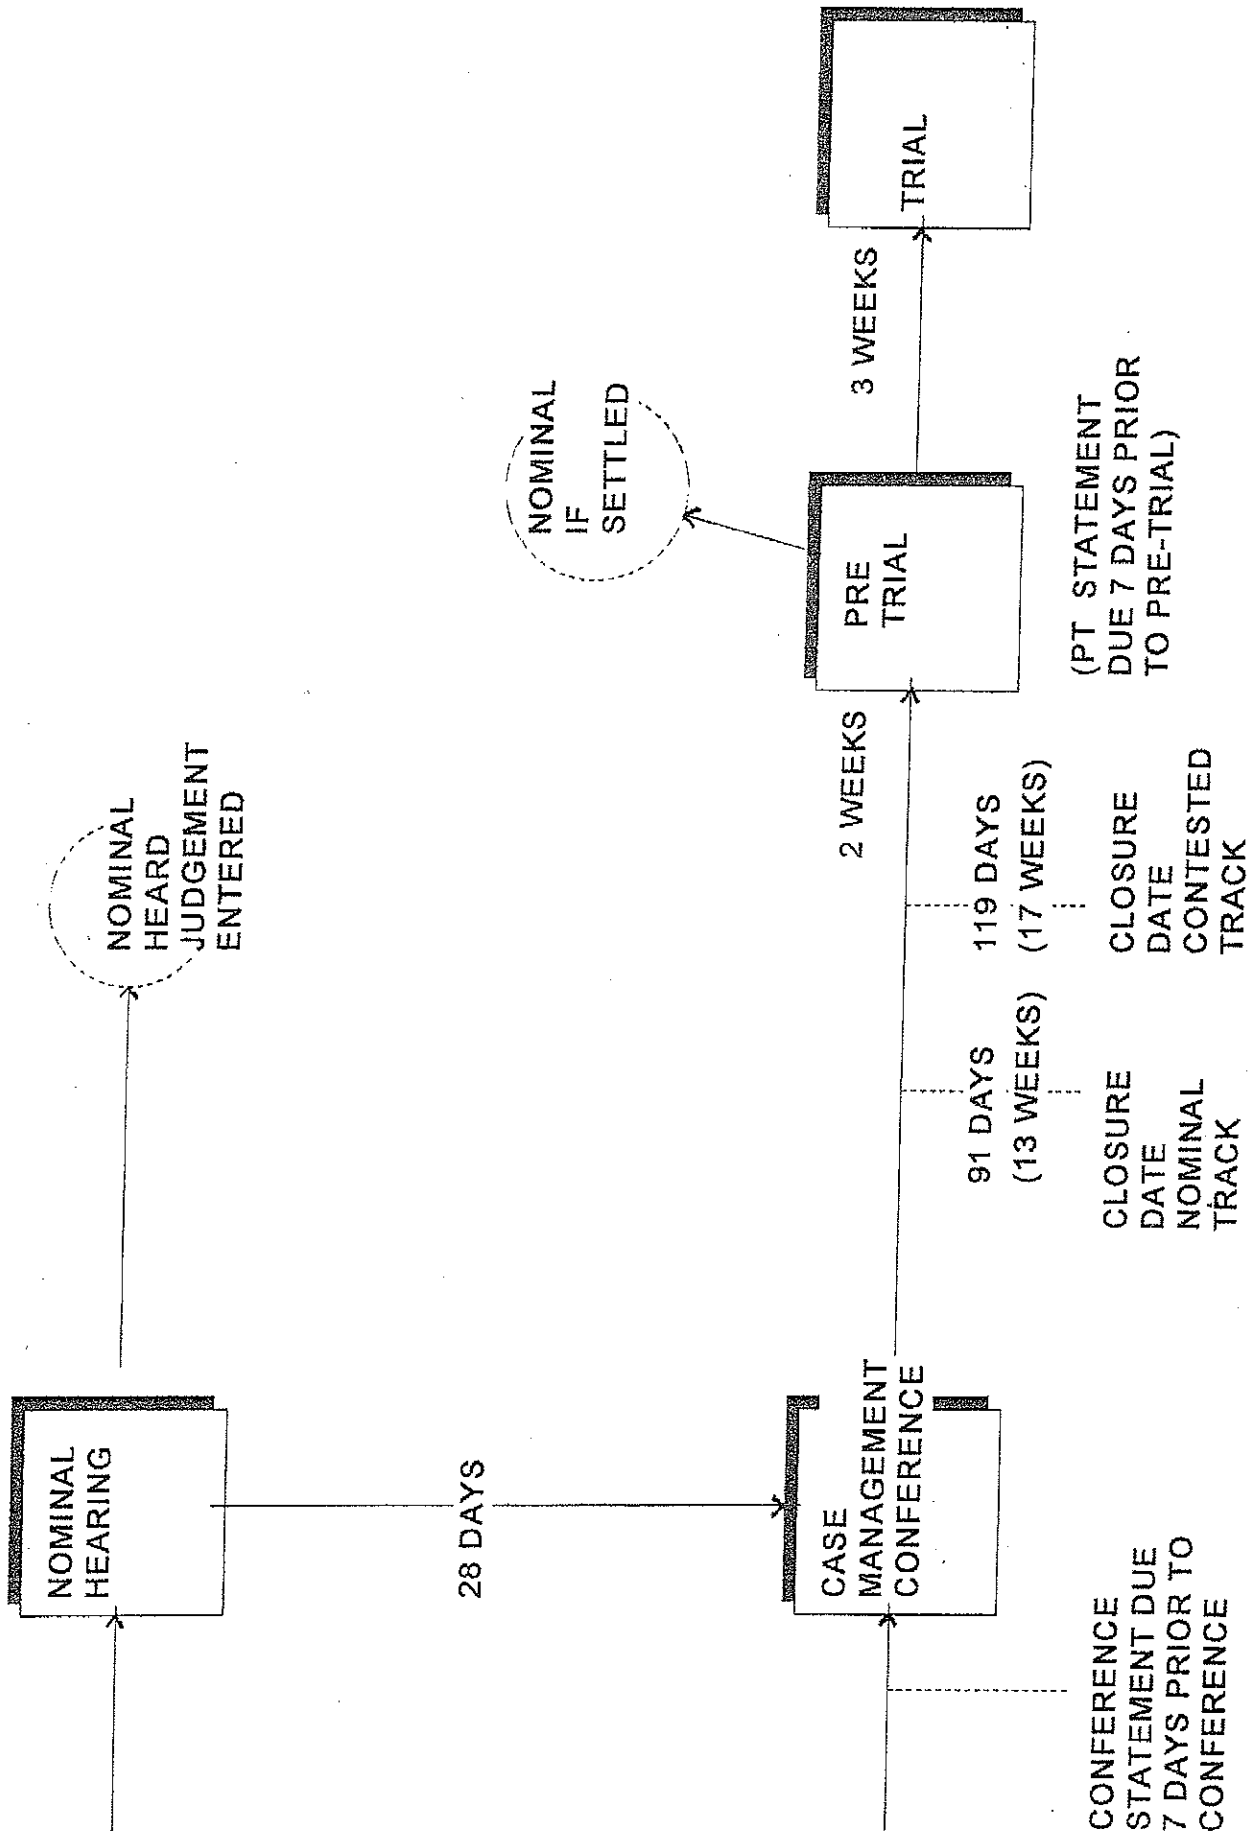 NOMINAL
HEARING
NOMINAL
HEARD
JUDGEMENT
ENTERED
28 DAYS
NOMINAL
IF
SETTLED
CASE
MANAGEMENT
CONFERENCE
2 WEEKS
PRE
TRIAL
3 WEEKS
TRIAL
CONFERENCE
STATEMENT DUE
7 DAYS PRIOR TO
CONFERENCE
91 DAYS
(13 WEEKS)
CLOSURE
DATE
NOMINAL
TRACK
119 DAYS
(17 WEEKS)
CLOSURE
DATE
CONTESTED
TRACK
(PT STATEMENT
DUE 7 DAYS PRIOR
TO PRE-TRIAL)